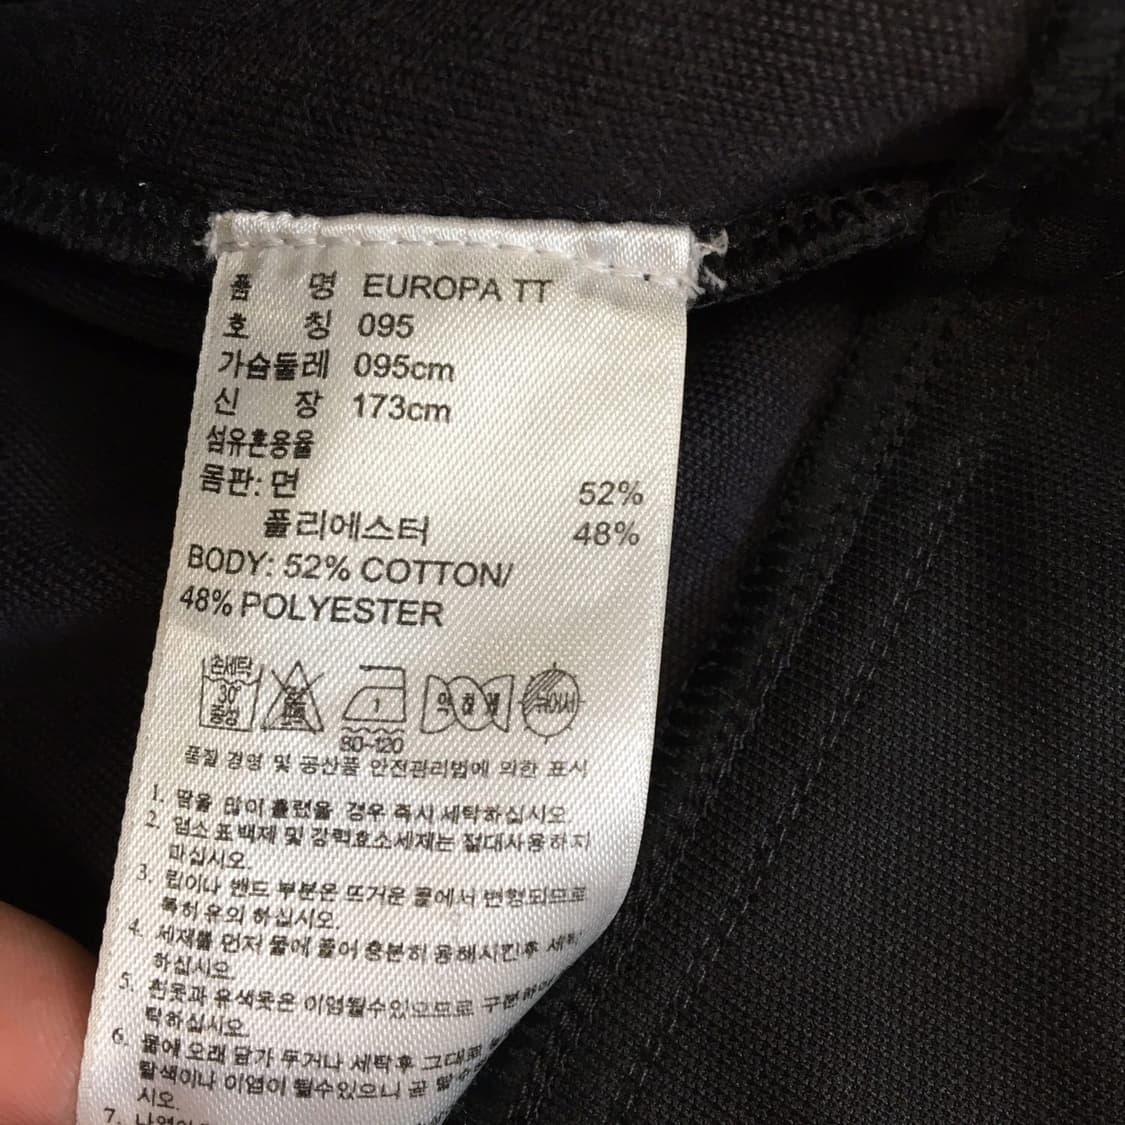 품 명 EUROPA TT
호 칭 095
가슴둘레 095cm
신 장 173cm
섬유혼용율
몸판: 면 52%
폴리에스터 48%
BODY: 52% COTTON/
48% POLYESTER
손세탁
30°
중성
1
80-120
약하게
뉘어서
품질 경영 및 공산품 안전관리법에 의한 표시
1. 땀을 많이 흘렸을 경우 즉시 세탁하십시오
2. 염소 표백제 및 강력효소세제는 절대사용하지
마십시오.
3. 립이나 밴드 부분은 뜨거운 물에서 변형되므로
특히 유의 하십시오.
4. 세재를 먼저 물에 풀어 충분히 용해시킨후
하십시오
5. 흰옷과 유색옷은 이염될수있으므로
탁하십시오
6. 물에 오래 담가 두거나 세탁후 그대로
탈색이나 이염이 될수있으니 곧
시오.
7.